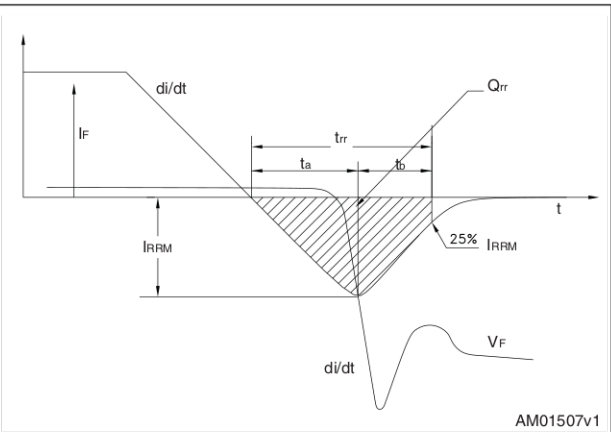 di/dt
Qrr
IF
trr
ta
tb
t
IRRM
25% IRRM
VF
di/dt
AM01507v1